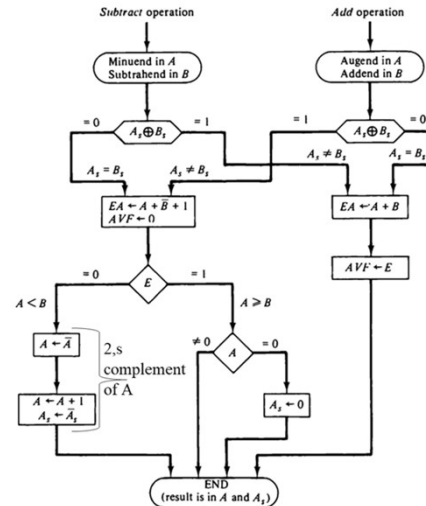 Subtract operation
Add operation
Minuend in A
Subtrahend in B
Augend in A
Addend in B
= 0
A_s ⊕ B_s
= 1
= 1
A_s ⊕ B_s
= 0
A_s = B_s
A_s ≠ B_s
A_s ≠ B_s
A_s = B_s
EA ← A + B̅ + 1
AVF ← 0
EA ← A + B
= 0
E
= 1
AVF ← E
A < B
A ⩾ B
A ← A̅
2,s
complement
of A
≠ 0
A
= 0
A ← A + 1
A_s ← A̅_s
A_s ← 0
END
(result is in A and A_s)